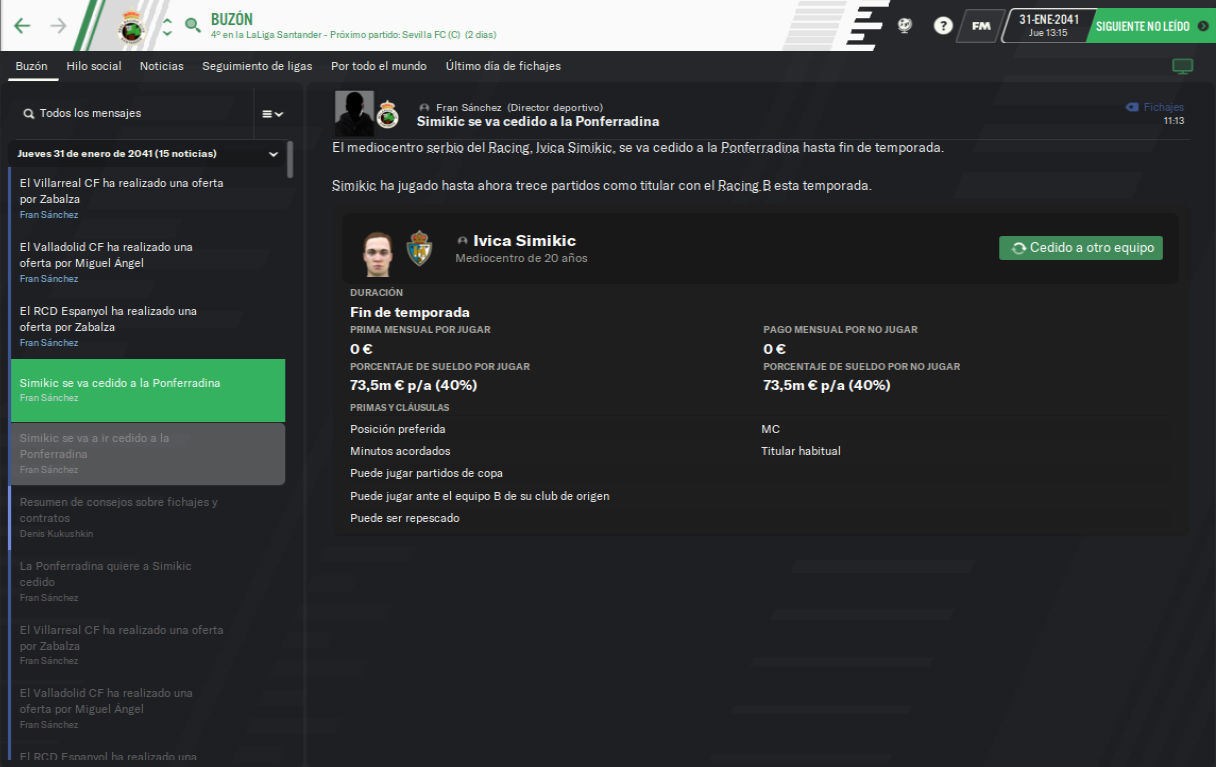 BUZÓN
4º en la LaLiga Santander - Próximo partido: Sevilla FC (C) (2 días)
?
FM
31-ENE-2041
Jue 13:15
SIGUIENTE NO LEÍDO
Buzón
Hilo social
Noticias
Seguimiento de ligas
Por todo el mundo
Último día de fichajes
Todos los mensajes
Jueves 31 de enero de 2041 (15 noticias)
El Villarreal CF ha realizado una oferta
por Zabalza
Fran Sánchez
El Valladolid CF ha realizado una
oferta por Miguel Ángel
Fran Sánchez
El RCD Espanyol ha realizado una
oferta por Zabalza
Fran Sánchez
Simikic se va cedido a la Ponferradina
Fran Sánchez
Simikic se va a ir cedido a la
Ponferradina
Fran Sánchez
Resumen de consejos sobre fichajes y
contratos
Denis Kukushkin
La Ponferradina quiere a Simikic
cedido
Fran Sánchez
El Villarreal CF ha realizado una oferta
por Zabalza
Fran Sánchez
El Valladolid CF ha realizado una
oferta por Miguel Ángel
Fran Sánchez
El RCD Espanyol ha realizado una
Fran Sánchez (Director deportivo)
Simikic se va cedido a la Ponferradina
Fichajes
11:13
El mediocentro serbio del Racing, Ivica Simikic, se va cedido a la Ponferradina hasta fin de temporada.
Simikic ha jugado hasta ahora trece partidos como titular con el Racing B esta temporada.
Ivica Simikic
Mediocentro de 20 años
Cedido a otro equipo
DURACIÓN
Fin de temporada
PRIMA MENSUAL POR JUGAR
PAGO MENSUAL POR NO JUGAR
0 €
0 €
PORCENTAJE DE SUELDO POR JUGAR
PORCENTAJE DE SUELDO POR NO JUGAR
73,5m € p/a (40%)
73,5m € p/a (40%)
PRIMAS Y CLÁUSULAS
Posición preferida
MC
Minutos acordados
Titular habitual
Puede jugar partidos de copa
Puede jugar ante el equipo B de su club de origen
Puede ser repescado